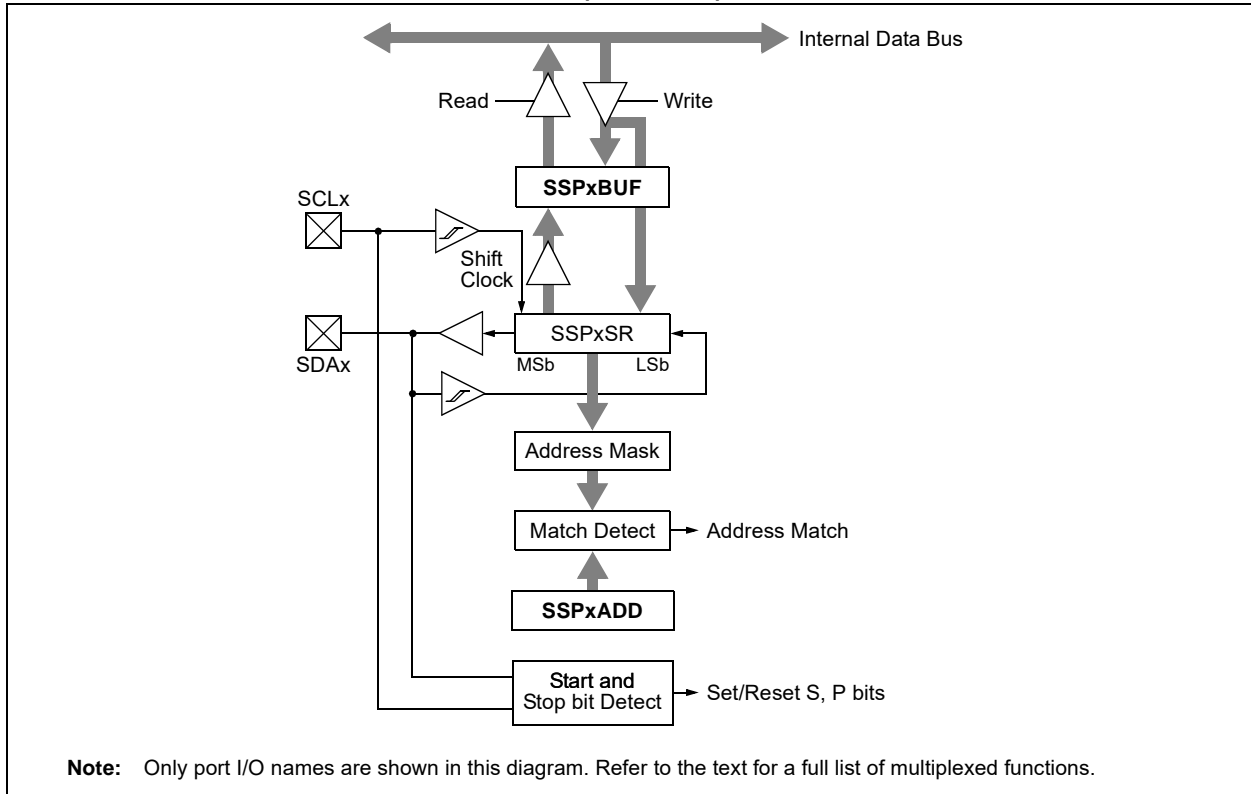 Internal Data Bus
Read
Write
SSPxBUF
SCLx
Shift
Clock
SSPxSR
SDAx
MSb
LSb
Address Mask
Match Detect
Address Match
SSPxADD
Start and
Stop bit Detect
Set/Reset S, P bits
Note: Only port I/O names are shown in this diagram. Refer to the text for a full list of multiplexed functions.